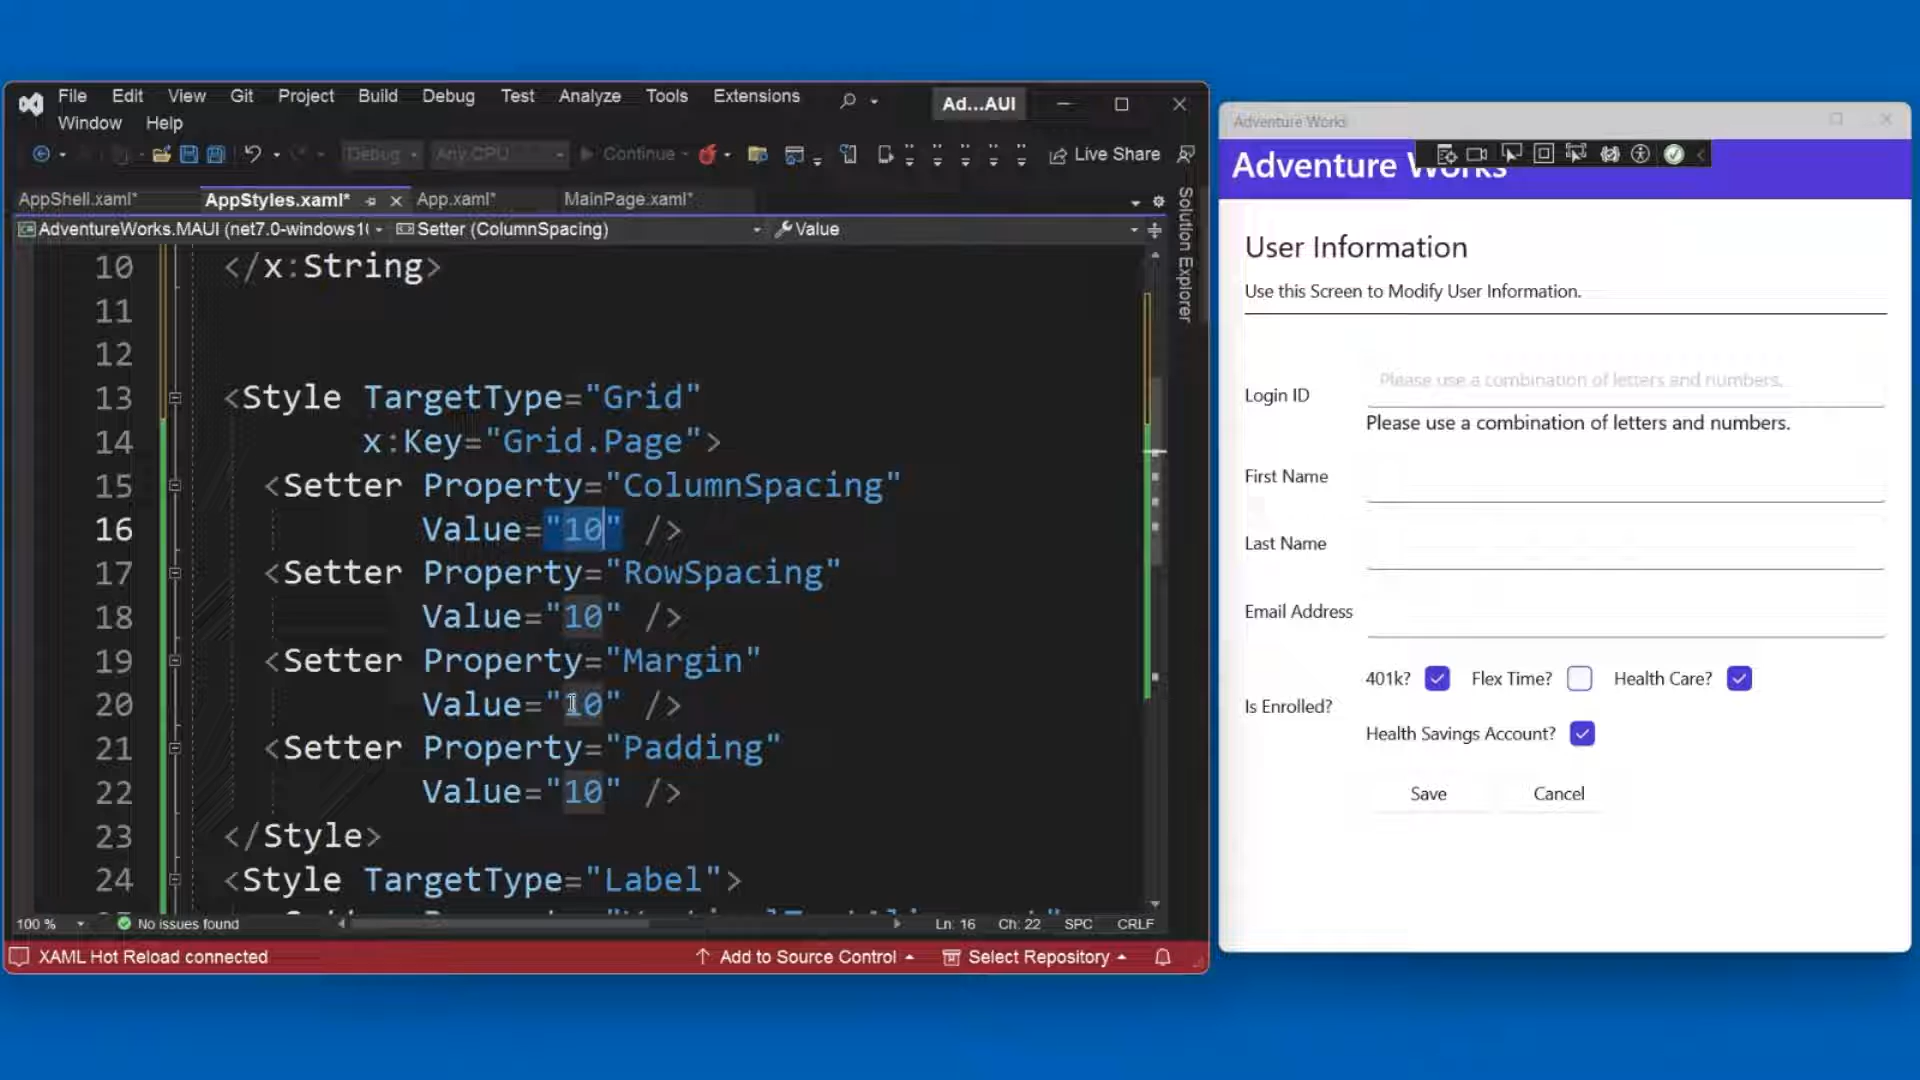 File Edit View Git Project Build Debug Test Analyze Tools Extensions
Ad...AUI
Window Help
Debug Any CPU Continue Live Share
AppShell.xaml* AppStyles.xaml* App.xaml* MainPage.xaml*
AdventureWorks.MAUI (net7.0-windows1 Setter (ColumnSpacing) Value
Solution Explorer
10 </x:String>
11
12
13 <Style TargetType="Grid"
14 x:Key="Grid.Page">
15 <Setter Property="ColumnSpacing"
16 Value="10" />
17 <Setter Property="RowSpacing"
18 Value="10" />
19 <Setter Property="Margin"
20 Value="10" />
21 <Setter Property="Padding"
22 Value="10" />
23 </Style>
24 <Style TargetType="Label">
100 % No issues found Ln: 16 Ch: 22 SPC CRLF
XAML Hot Reload connected Add to Source Control Select Repository
Adventure Works
Adventure Works
User Information
Use this Screen to Modify User Information.
Login ID
Please use a combination of letters and numbers.
Please use a combination of letters and numbers.
First Name
Last Name
Email Address
Is Enrolled?
401k? Flex Time? Health Care?
Health Savings Account?
Save Cancel